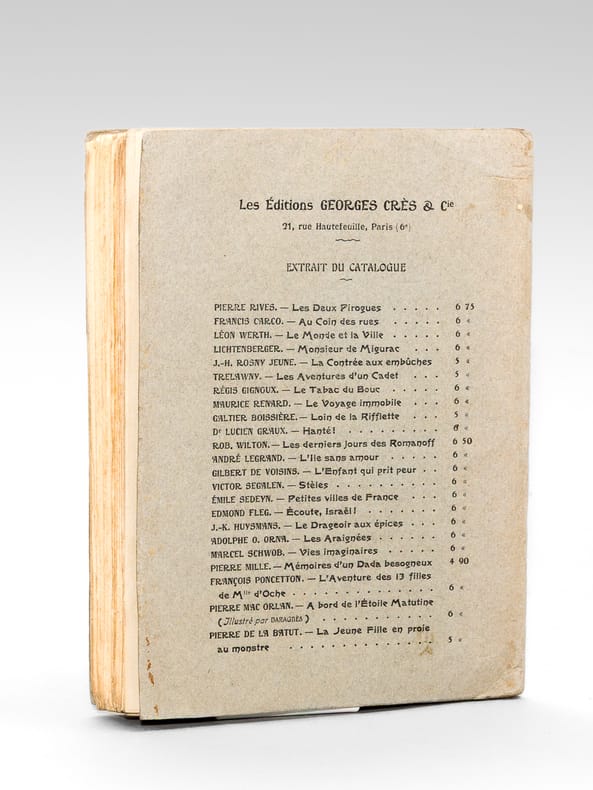 Les Éditions GEORGES CRÈS & Cie
21, rue Hautefeuille, Paris (6e)
EXTRAIT DU CATALOGUE
PIERRE RIVES. — Les Deux Pirogues . . . . . 6 75
FRANCIS CARCO. — Au Coin des rues . . . . . 6 «
LÉON WERTH. — Le Monde et la Ville . . . . . 6 «
LICHTENBERGER. — Monsieur de Migurac . . . 6 «
J.-H. ROSNY JEUNE. — La Contrée aux embûches 5 «
TRELAWNY. — Les Aventures d'un Cadet . . . 5 «
RÉGIS GIGNOUX. — Le Tabac du Bouc . . . . . 6 «
MAURICE RENARD. — Le Voyage immobile . . . 6 «
GALTIER BOISSIÈRE. — Loin de la Rifflette . . . 5 «
Dr LUCIEN GRAUX. — Hanté! . . . . . . . . 6 «
ROB. WILTON. — Les derniers Jours des Romanoff 6 50
ANDRÉ LEGRAND. — L'Ile sans amour . . . . . 6 «
GILBERT DE VOISINS. — L'Enfant qui prit peur . . 6 «
VICTOR SEGALEN. — Stèles . . . . . . . . . 6 «
ÉMILE SEDEYN. — Petites villes de France . . . 6 «
EDMOND FLEG. — Écoute, Israël! . . . . . . . 6 «
J.-K. HUYSMANS. — Le Drageoir aux épices . . . 6 «
ADOLPHE O. ORNA. — Les Araignées . . . . . . 6 «
MARCEL SCHWOB. — Vies imaginaires . . . . . 6 «
PIERRE MILLE. — Mémoires d'un Dada besogneux 4 90
FRANÇOIS PONCETTON. — L'Aventure des 13 filles
de Mlle d'Oche . . . . . . . . . . . . . 6 «
PIERRE MAC ORLAN. — A bord de l'Étoile Matutine
(Illustré par DARAGNÈS) . . . . . . . . . . 6 «
PIERRE DE LA BATUT. — La Jeune Fille en proie
au monstre . . . . . . . . . . . . . . 5 «